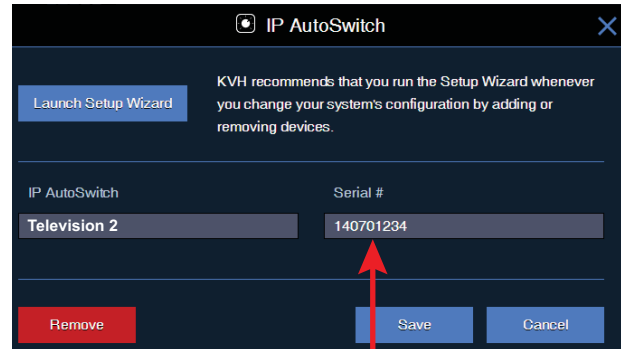 IP AutoSwitch
Launch Setup Wizard
KVH recommends that you run the Setup Wizard whenever
you change your system's configuration by adding or
removing devices.
IP AutoSwitch
Serial #
Television 2
140701234
Remove
Save
Cancel